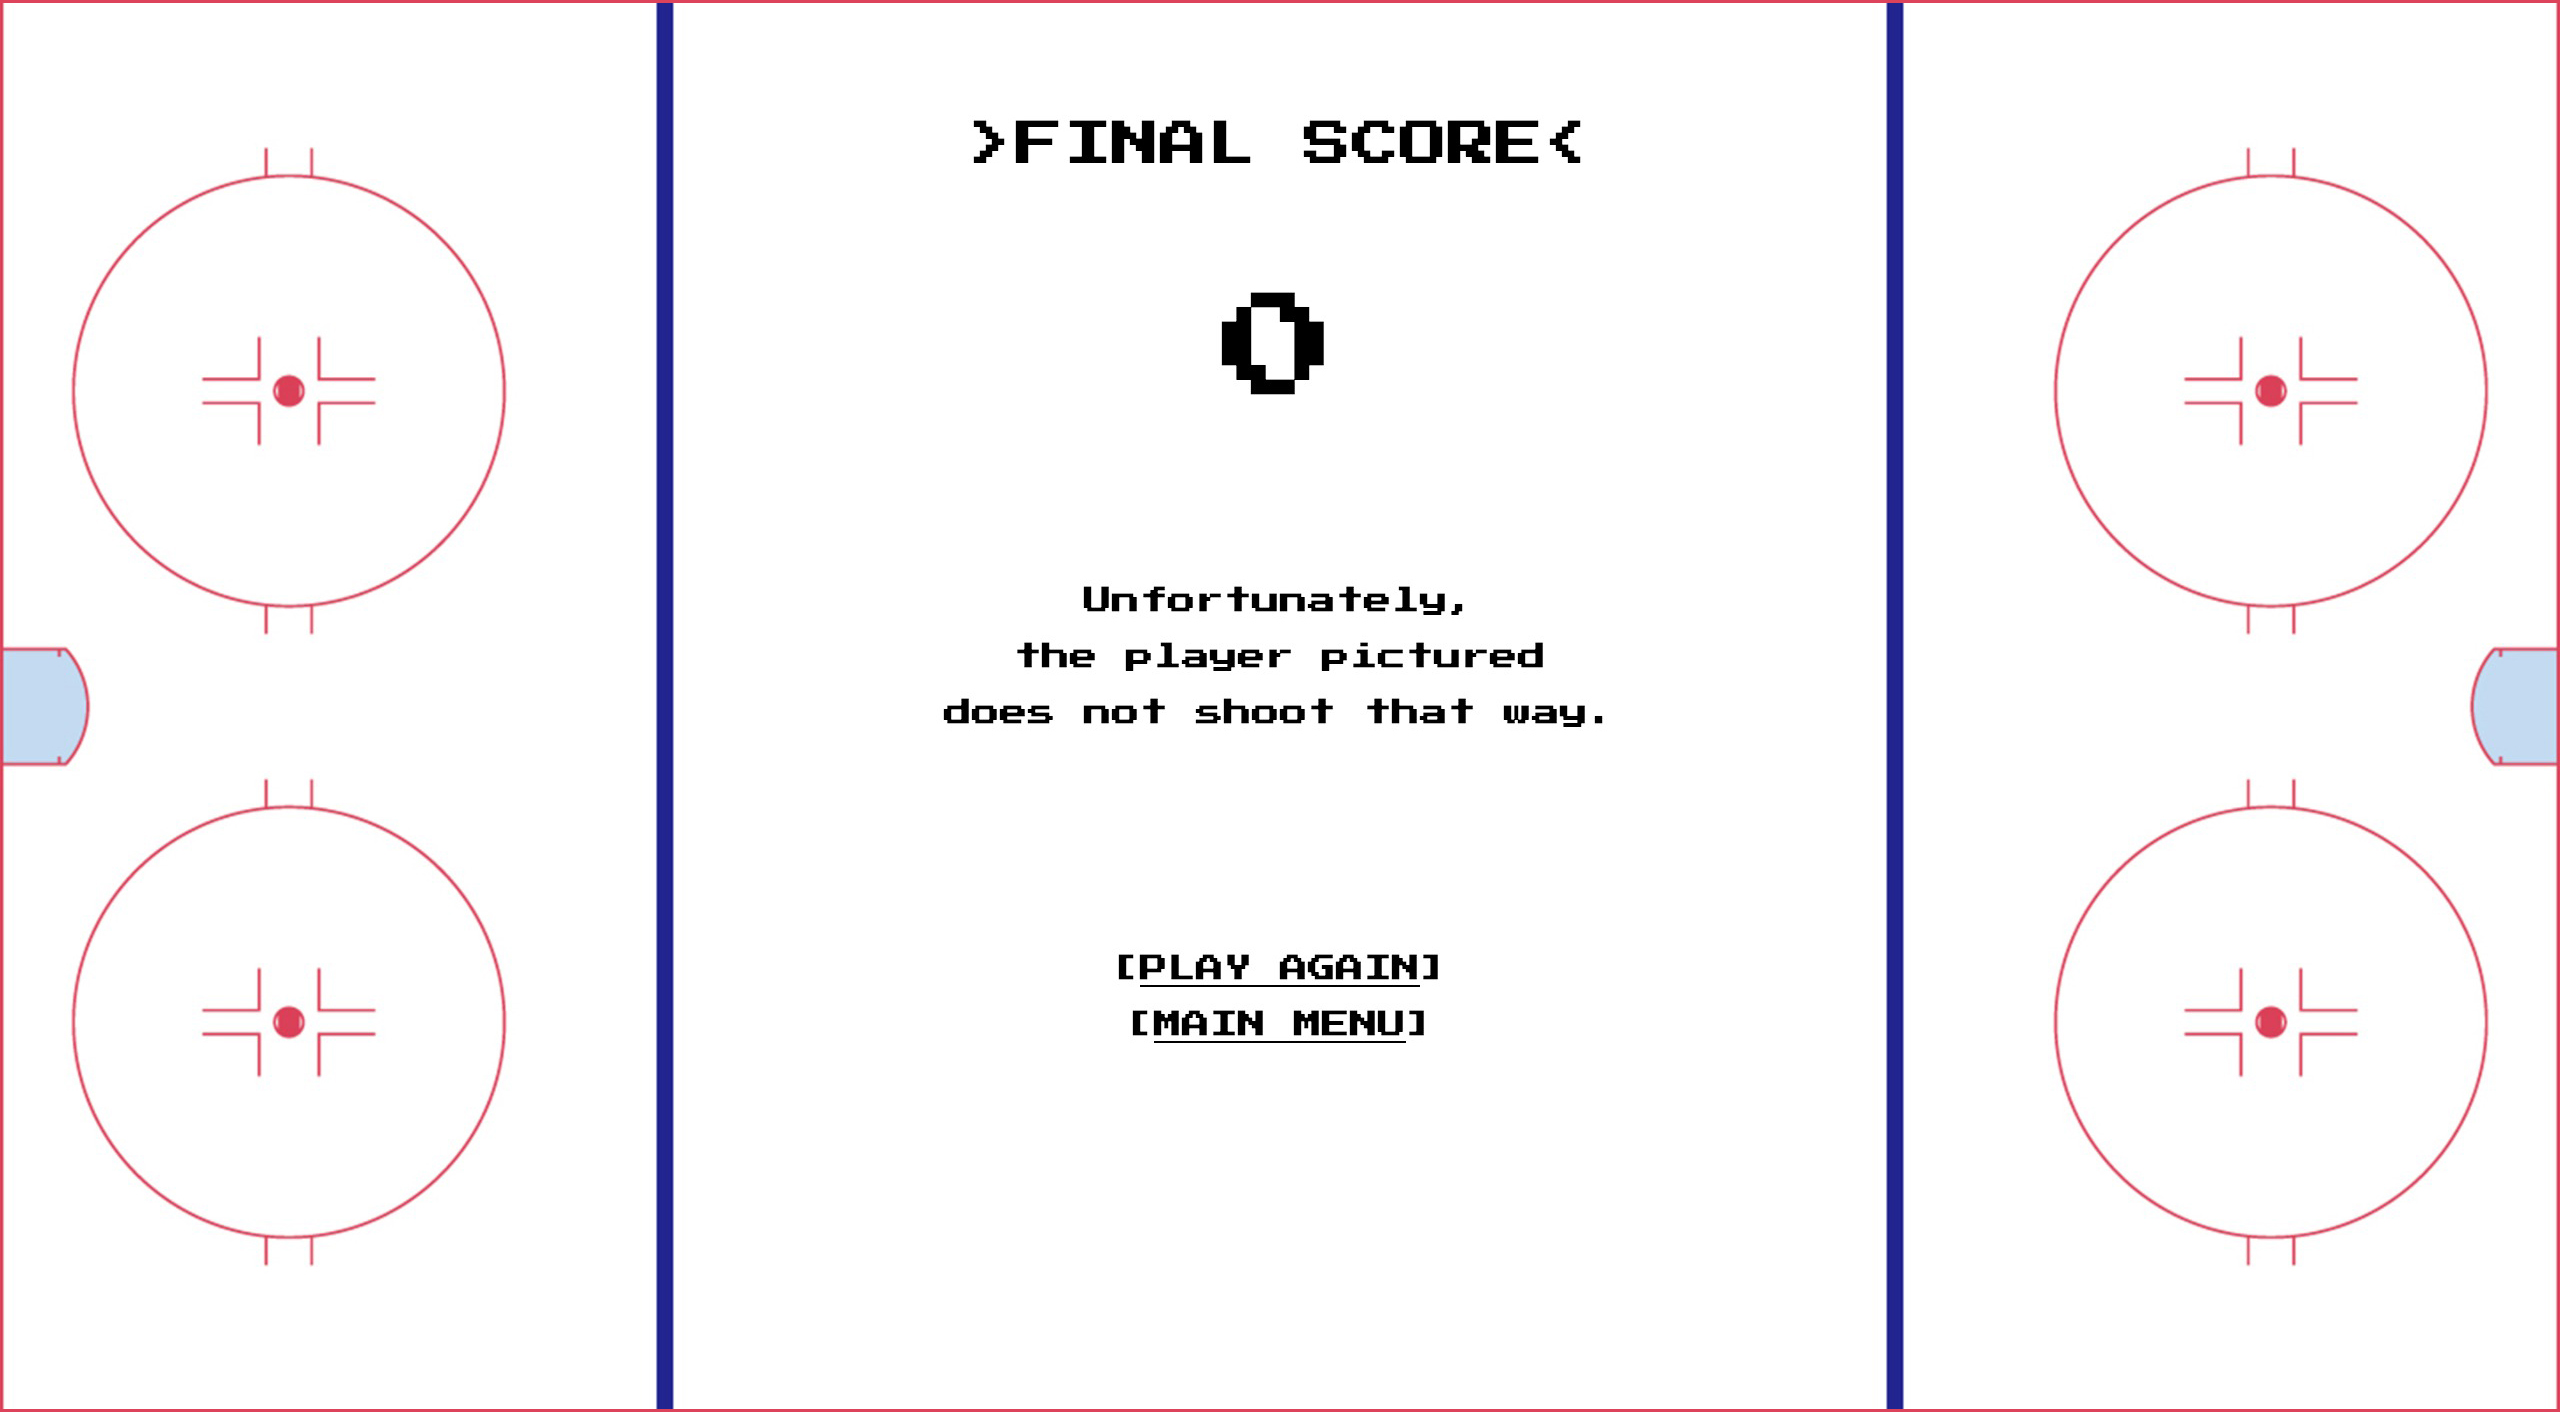 >FINAL SCORE<
0
Unfortunately,
the player pictured
does not shoot that way.
[PLAY AGAIN]
[MAIN MENU]